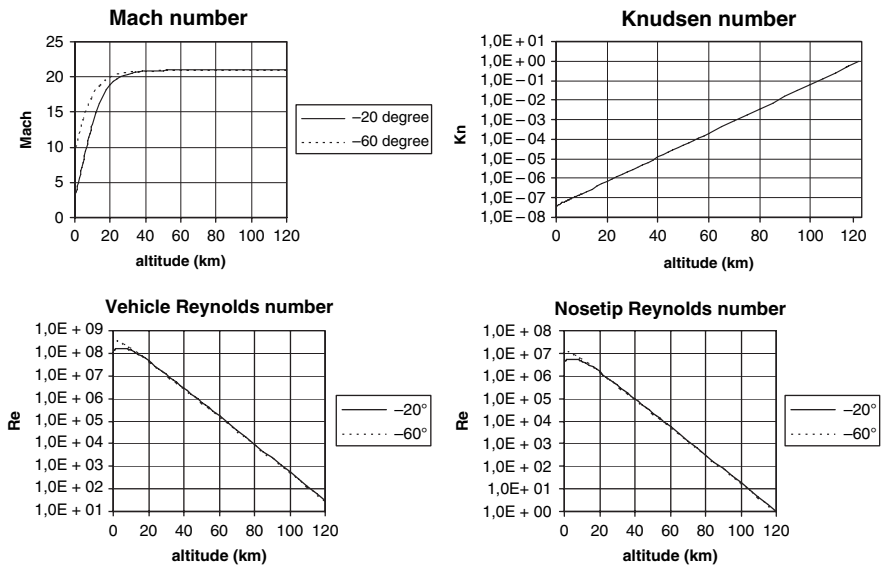 Mach number
25
20
15
10
5
0
Mach
0 20 40 60 80 100 120
altitude (km)
–20 degree
–60 degree
Knudsen number
1,0E + 01
1,0E + 00
1,0E – 01
1,0E – 02
1,0E – 03
1,0E – 04
1,0E – 05
1,0E – 06
1,0E – 07
1,0E – 08
Kn
0 20 40 60 80 100 120
altitude (km)
Vehicle Reynolds number
1,0E + 09
1,0E + 08
1,0E + 07
1,0E + 06
1,0E + 05
1,0E + 04
1,0E + 03
1,0E + 02
1,0E + 01
Re
0 20 40 60 80 100 120
altitude (km)
–20°
–60°
Nosetip Reynolds number
1,0E + 08
1,0E + 07
1,0E + 06
1,0E + 05
1,0E + 04
1,0E + 03
1,0E + 02
1,0E+ 01
1,0E + 00
Re
0 20 40 60 80 100 120
altitude (km)
–20°
–60°